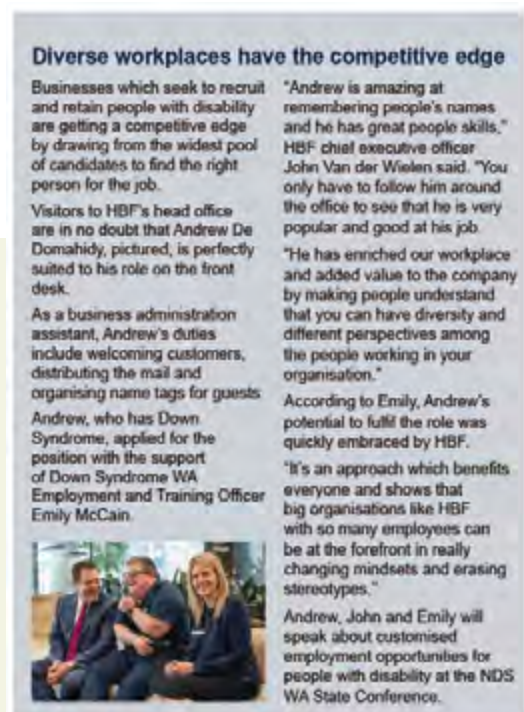 Diverse workplaces have the competitive edge
Businesses which seek to recruit
and retain people with disability
are getting a competitive edge
by drawing from the widest pool
of candidates to find the right
person for the job.
Visitors to HBF's head office
are in no doubt that Andrew De
Domahidy, pictured, is perfectly
suited to his role on the front
desk.
As a business administration
assistant, Andrew's duties
include welcoming customers,
distributing the mail and
organising name tags for guests
Andrew, who has Down
Syndrome, applied for the
position with the support
of Down Syndrome WA
Employment and Training Officer
Emily McCain.
"Andrew is amazing at
remembering people's names
and he has great people skills,"
HBF chief executive officer
John Van der Wielen said. "You
only have to follow him around
the office to see that he is very
popular and good at his job.
"He has enriched our workplace
and added value to the company
by making people understand
that you can have diversity and
different perspectives among
the people working in your
organisation."
According to Emily, Andrew's
potential to fulfil the role was
quickly embraced by HBF.
"It's an approach which benefits
everyone and shows that
big organisations like HBF
with so many employees can
be at the forefront in really
changing mindsets and erasing
stereotypes."
Andrew, John and Emily will
speak about customised
employment opportunities for
people with disability at the NDS
WA State Conference.